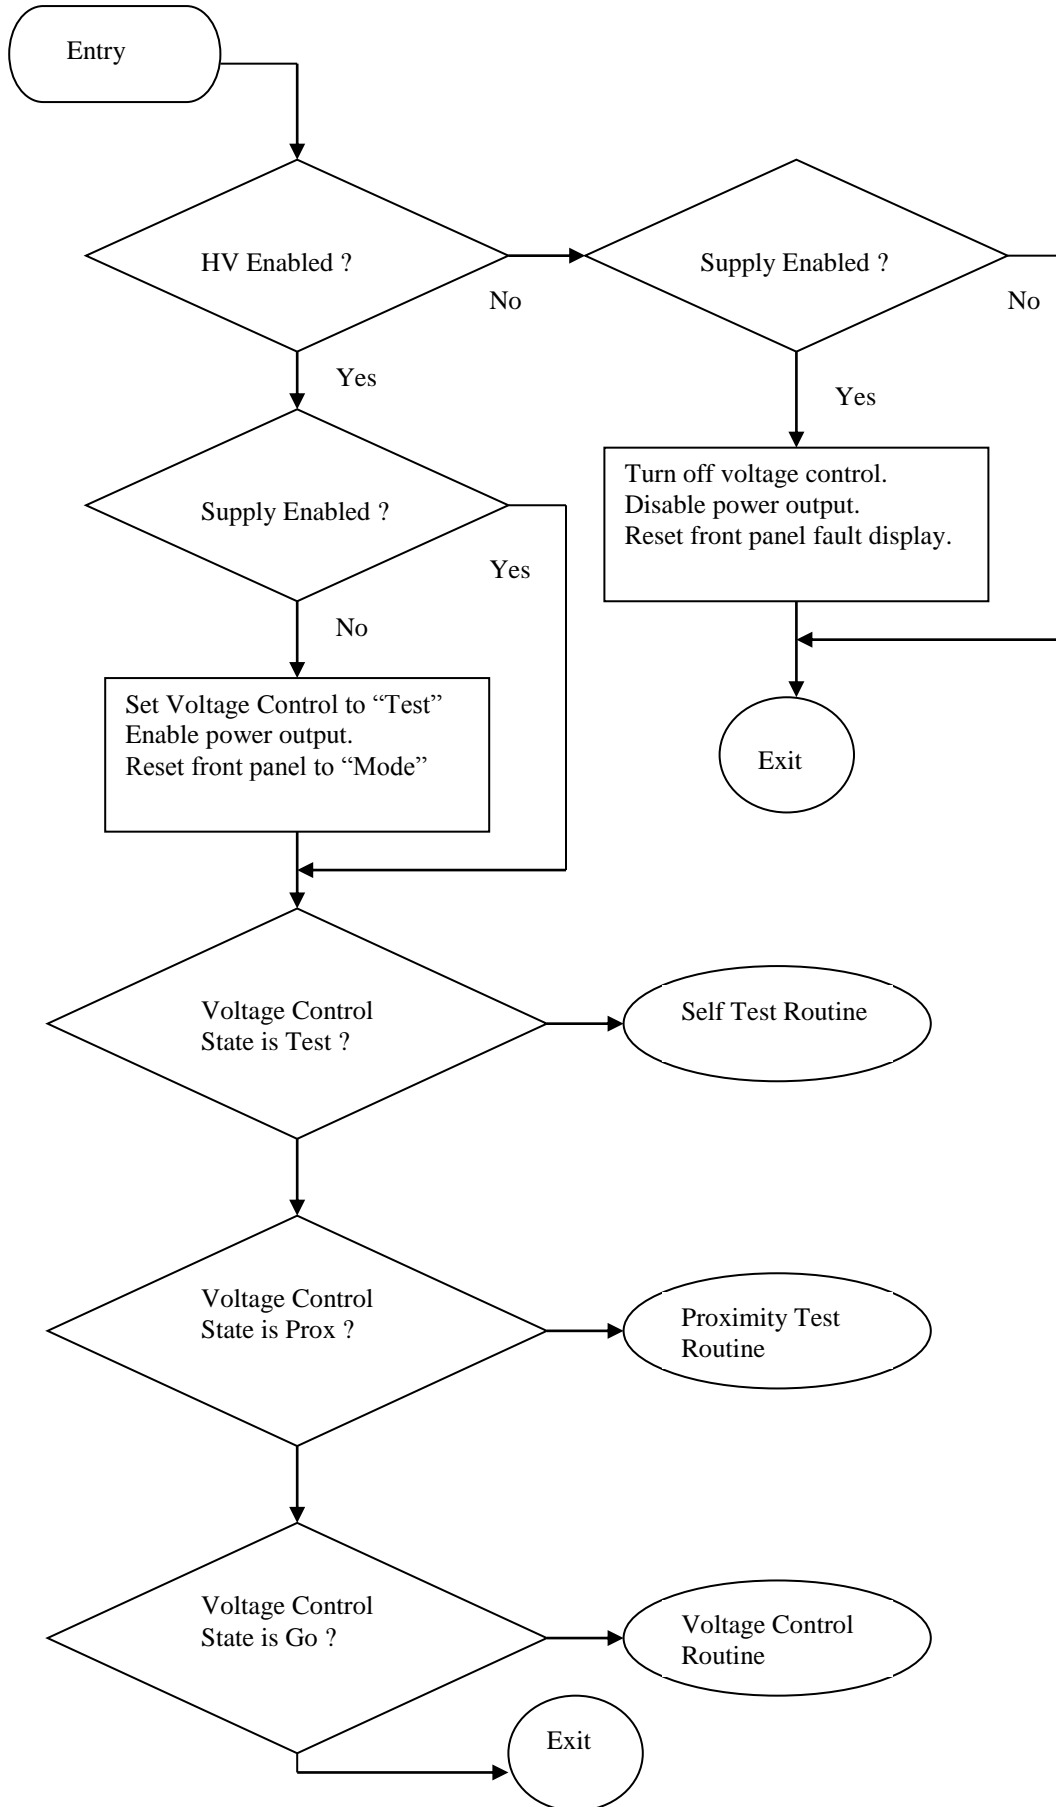 Entry
HV Enabled ?
No
Supply Enabled ?
No
Yes
Yes
Turn off voltage control.
Disable power output.
Reset front panel fault display.
Supply Enabled ?
Yes
No
Set Voltage Control to “Test”
Enable power output.
Reset front panel to “Mode”
Exit
Voltage Control
State is Test ?
Self Test Routine
Voltage Control
State is Prox ?
Proximity Test
Routine
Voltage Control
State is Go ?
Voltage Control
Routine
Exit